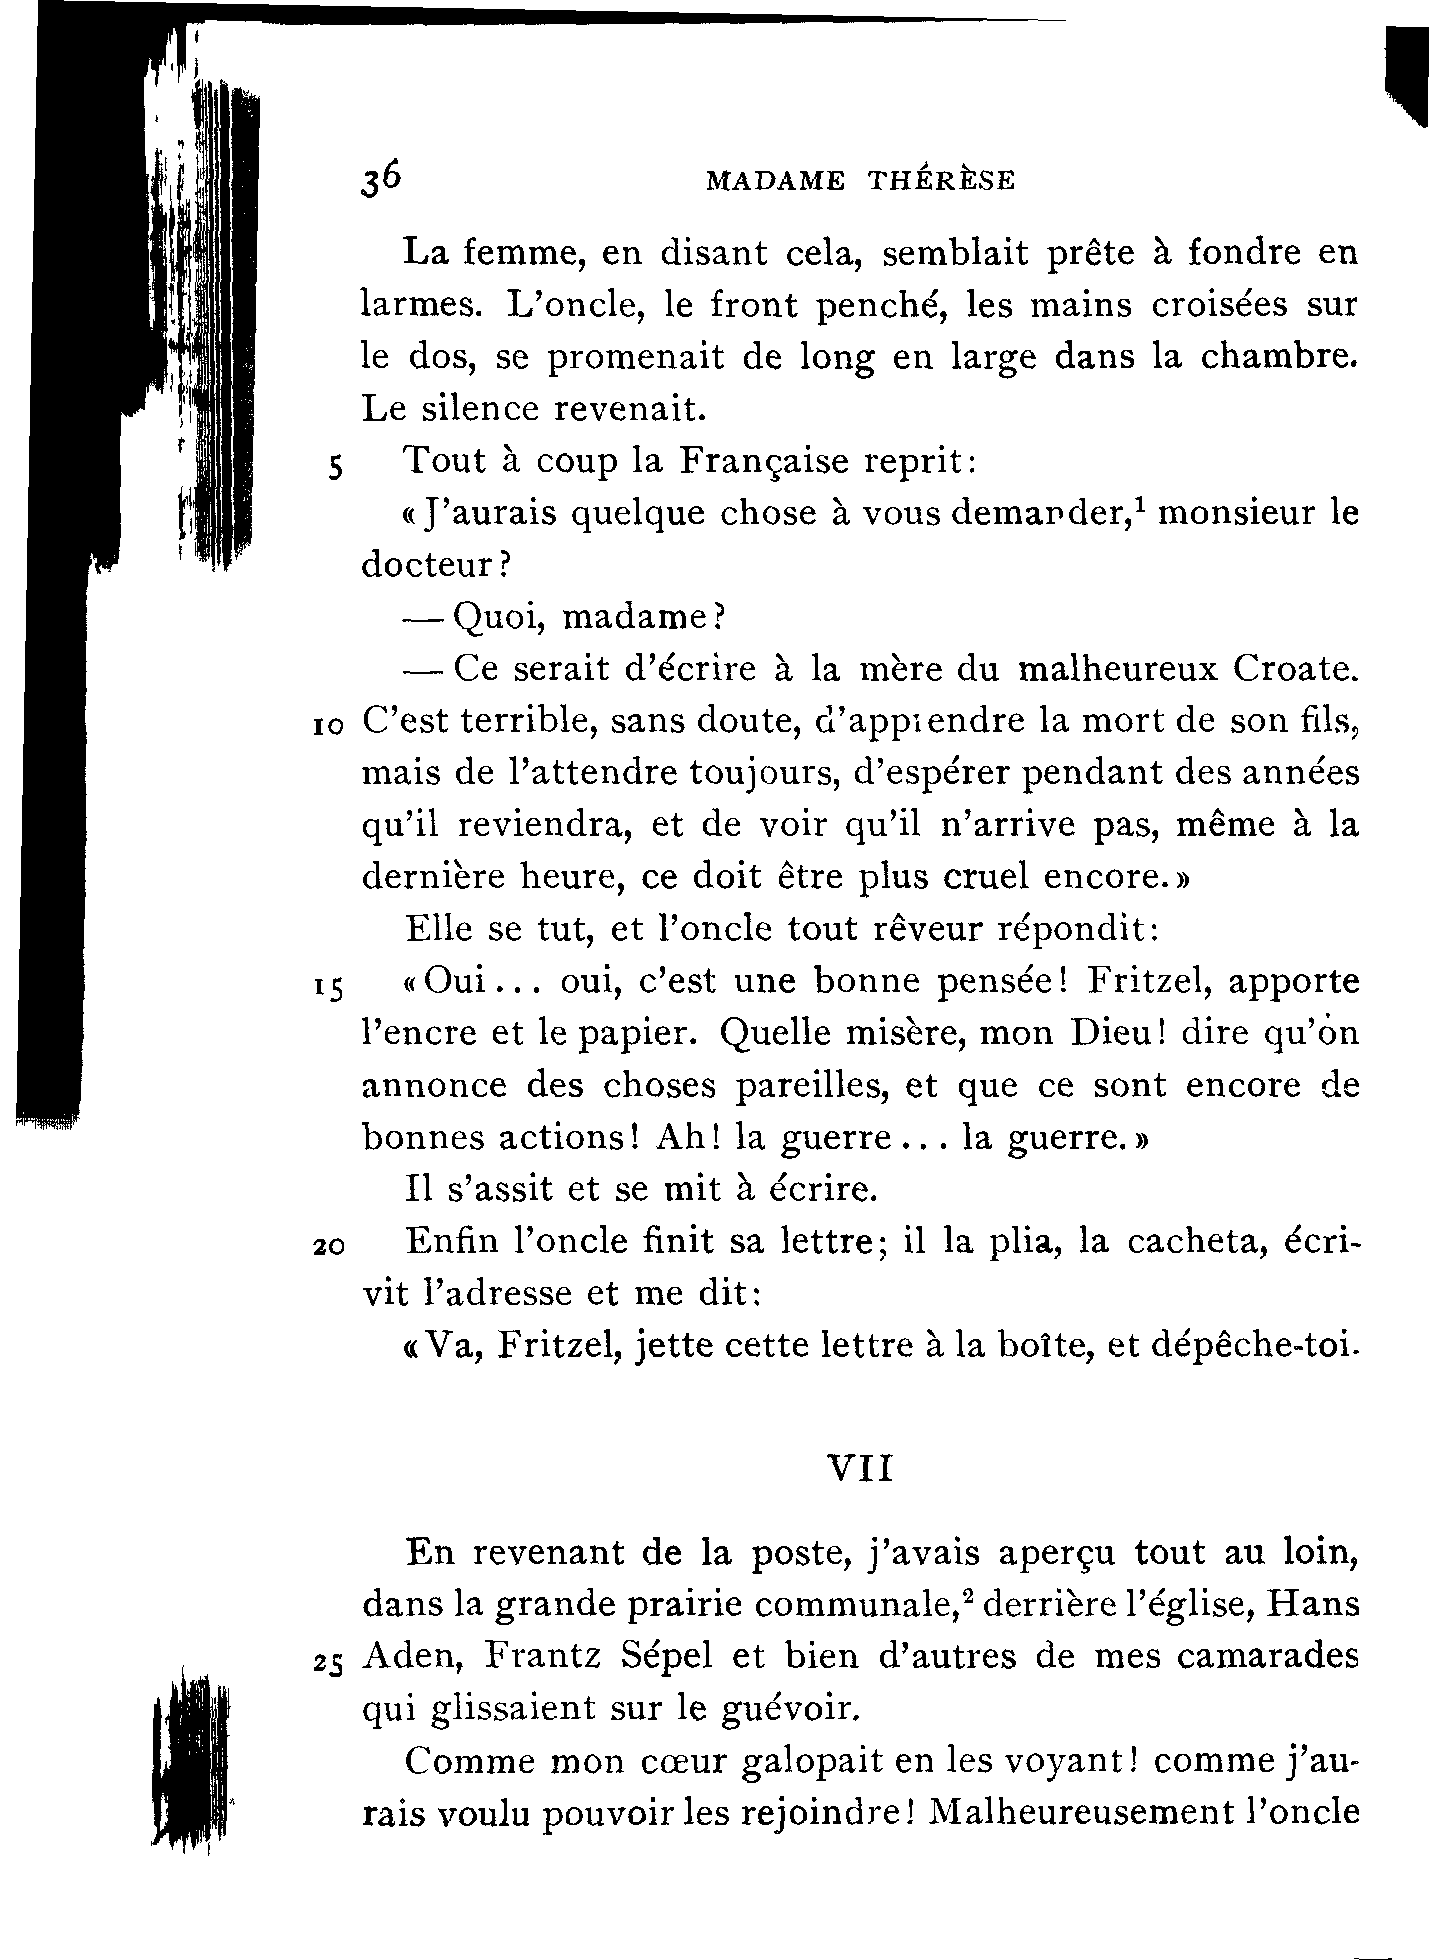 36 MADAME THÉRÈSE
La femme, en disant cela, semblait prête à fondre en
larmes. L'oncle, le front penché, les mains croisées sur
le dos, se promenait de long en large dans la chambre.
Le silence revenait.
5 Tout à coup la Française reprit:
«J'aurais quelque chose à vous demander,¹ monsieur le
docteur?
— Quoi, madame?
— Ce serait d'écrire à la mère du malheureux Croate.
10 C'est terrible, sans doute, d'apprendre la mort de son fils,
mais de l'attendre toujours, d'espérer pendant des années
qu'il reviendra, et de voir qu'il n'arrive pas, même à la
dernière heure, ce doit être plus cruel encore.»
Elle se tut, et l'oncle tout rêveur répondit:
15 «Oui... oui, c'est une bonne pensée! Fritzel, apporte
l'encre et le papier. Quelle misère, mon Dieu! dire qu'on
annonce des choses pareilles, et que ce sont encore de
bonnes actions! Ah! la guerre... la guerre.»
Il s'assit et se mit à écrire.
20 Enfin l'oncle finit sa lettre; il la plia, la cacheta, écri-
vit l'adresse et me dit:
«Va, Fritzel, jette cette lettre à la boîte, et dépêche-toi.
VII
En revenant de la poste, j'avais aperçu tout au loin,
dans la grande prairie communale,² derrière l'église, Hans
25 Aden, Frantz Sépel et bien d'autres de mes camarades
qui glissaient sur le guévoir.
Comme mon cœur galopait en les voyant! comme j'au-
rais voulu pouvoir les rejoindre! Malheureusement l'oncle